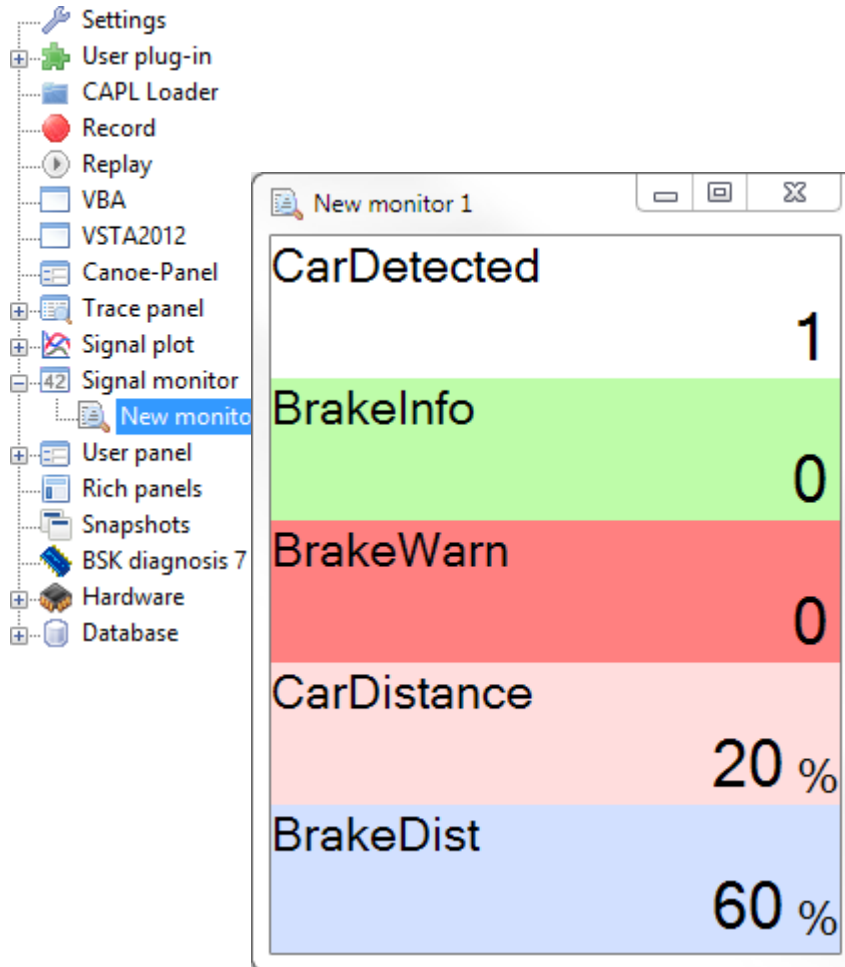 Settings
User plug-in
CAPL Loader
Record
Replay
VBA
VSTA2012
Canoe-Panel
Trace panel
Signal plot
42 Signal monitor
New monito
User panel
Rich panels
Snapshots
BSK diagnosis 7
Hardware
Database
New monitor 1
CarDetected
1
BrakeInfo
0
BrakeWarn
0
CarDistance
20 %
BrakeDist
60 %